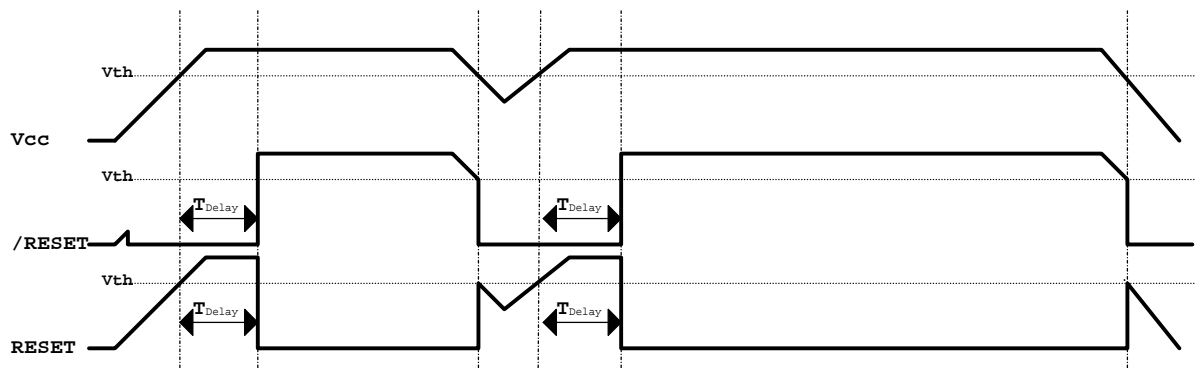 Vth
Vcc
Vth
TDelay TDelay
/RESET
Vth
TDelay TDelay
RESET